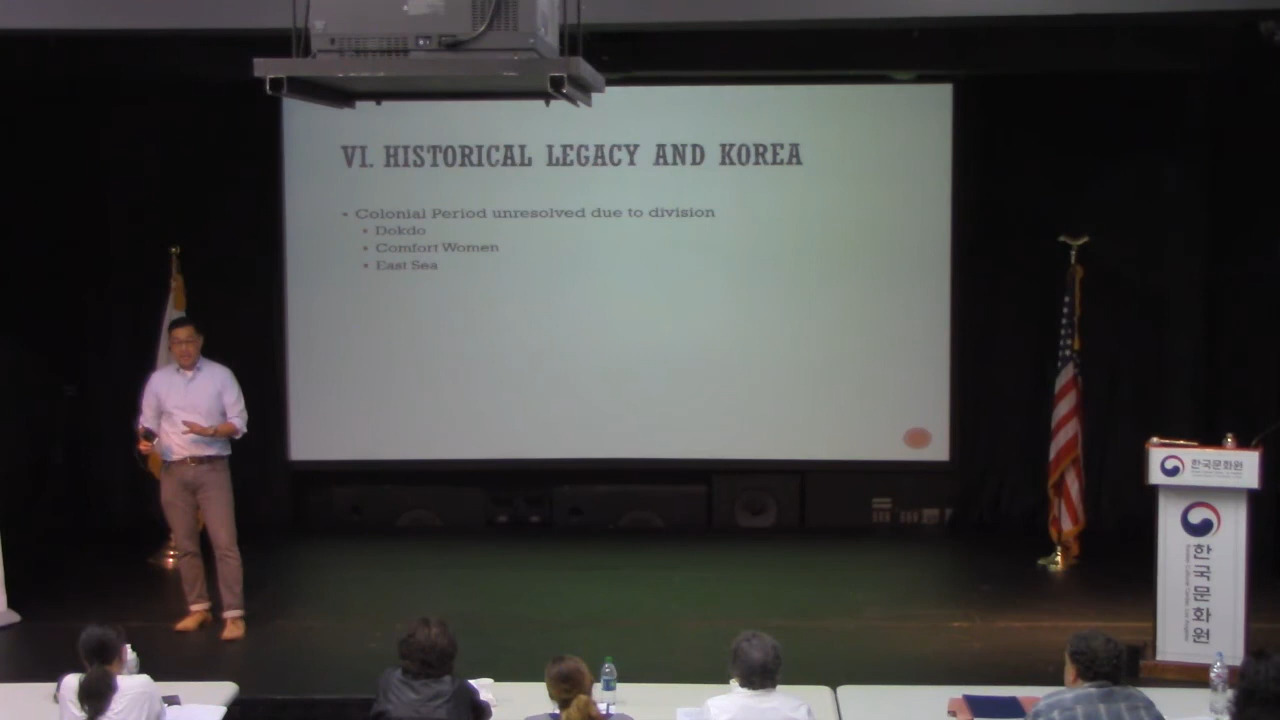 VI. HISTORICAL LEGACY AND KOREA
• Colonial Period unresolved due to division
• Dokdo
• Comfort Women
• East Sea
한국문화원
한국문화원